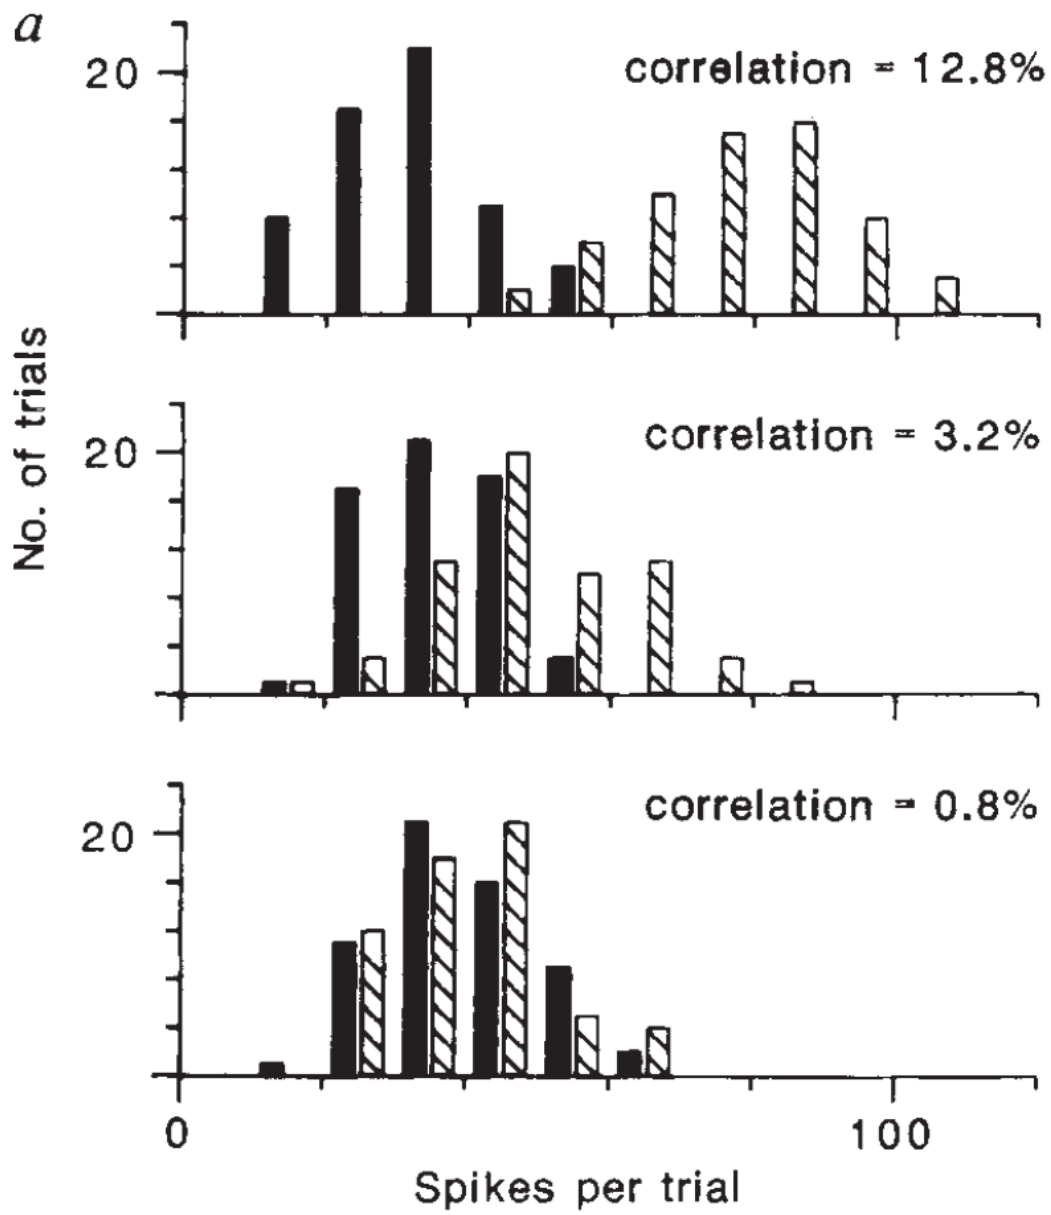 a
20
correlation = 12.8%
No. of trials
20
correlation = 3.2%
20
correlation = 0.8%
0
100
Spikes per trial